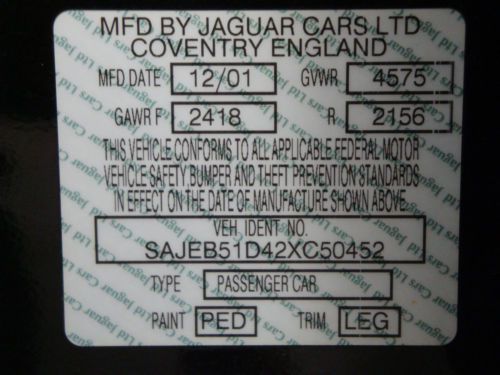 MFD BY JAGUAR CARS LTD
COVENTRY ENGLAND
MFD DATE 12/01 GVWR 4575
GAWR F 2418 R 2156
THIS VEHICLE CONFORMS TO ALL APPLICABLE FEDERAL MOTOR
VEHICLE SAFETY BUMPER AND THEFT PREVENTION STANDARDS
IN EFFECT ON THE DATE OF MANUFACTURE SHOWN ABOVE
VEH. IDENT NO.
SAJEB51D42XC50452
TYPE PASSENGER CAR
PAINT PED TRIM LEG